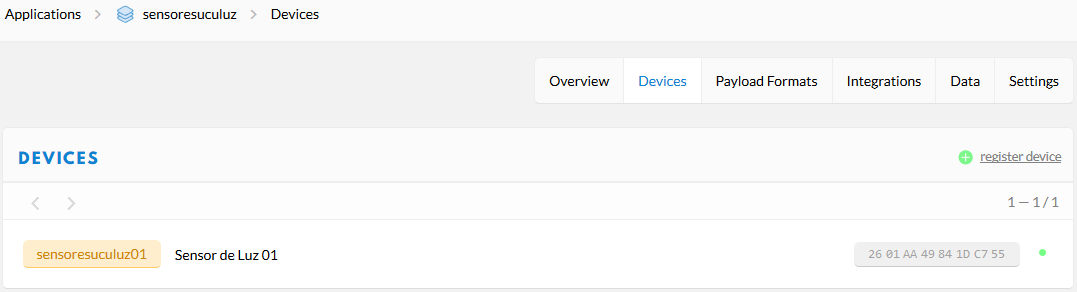 Applications > sensoresuculuz > Devices
Overview Devices Payload Formats Integrations Data Settings
DEVICES register device
1 — 1 / 1
sensoresuculuz01 Sensor de Luz 01 26 01 AA 49 84 1D C7 55